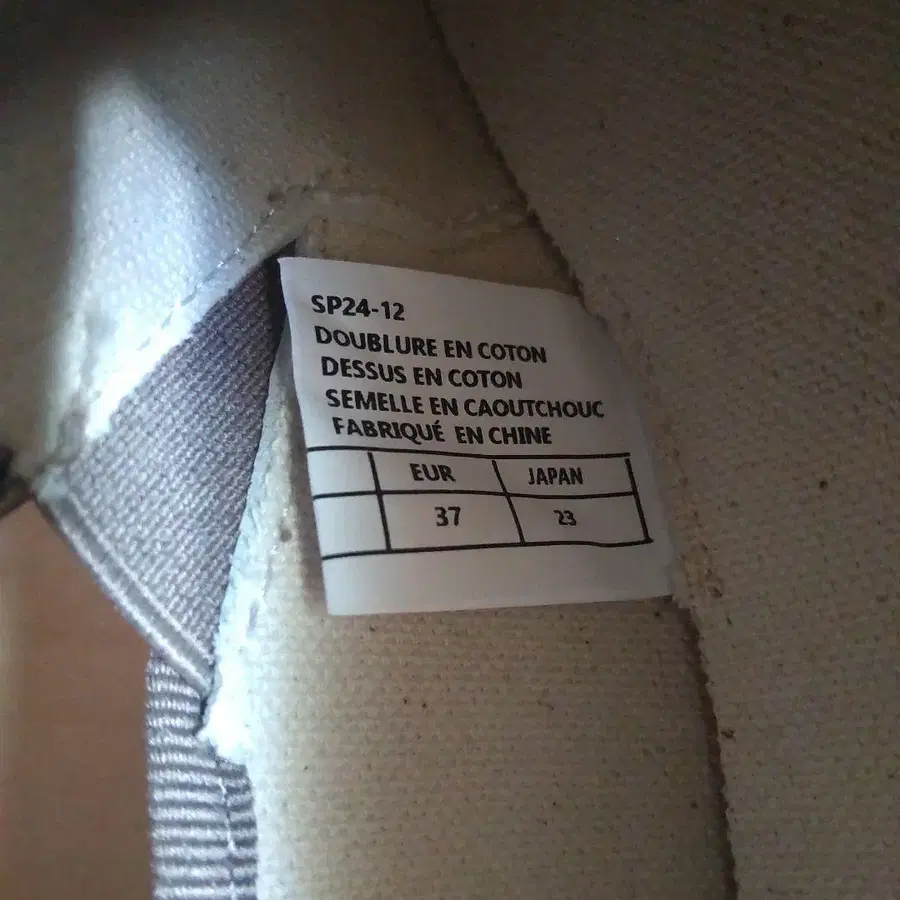 SP24-12
DOUBLURE EN COTON
DESSUS EN COTON
SEMELLE EN CAOUTCHOUC
FABRIQUÉ EN CHINE
EUR JAPAN
37 23